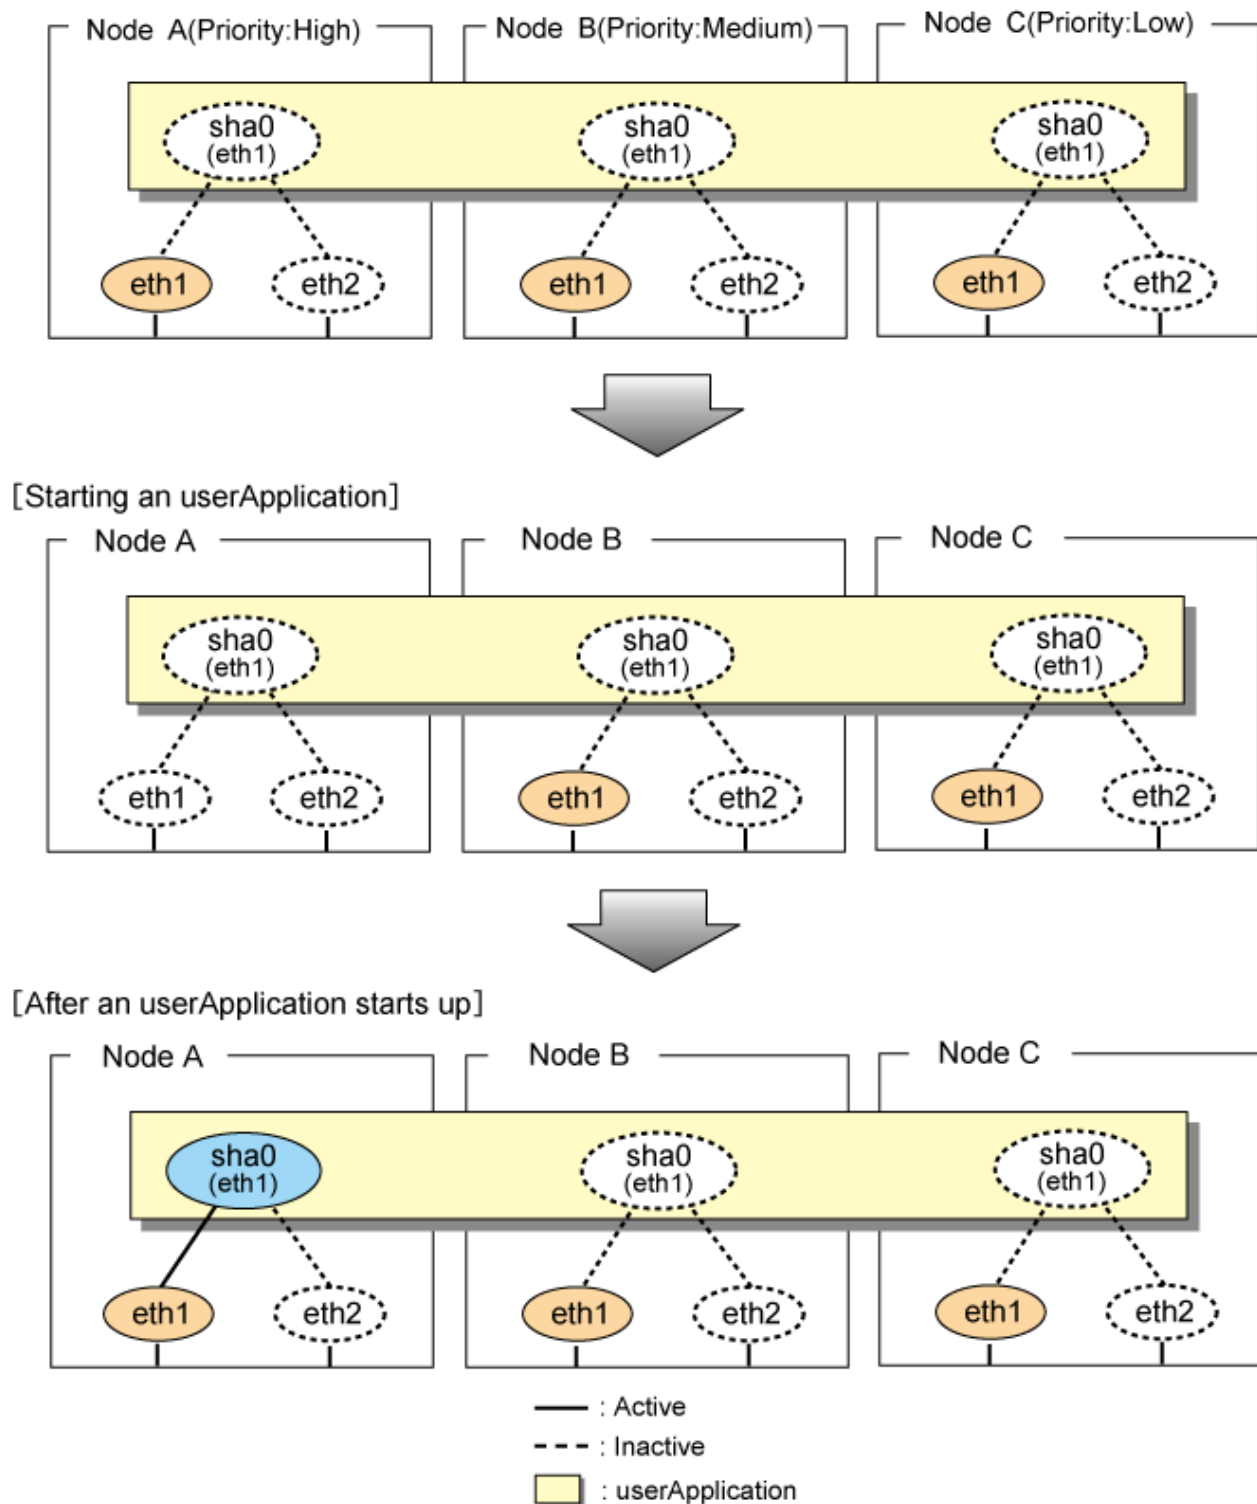 Node A(Priority:High)
Node B(Priority:Medium)
Node C(Priority:Low)
sha0
(eth1)
sha0
(eth1)
sha0
(eth1)
eth1
eth2
eth1
eth2
eth1
eth2
[Starting an userApplication]
Node A
Node B
Node C
sha0
(eth1)
sha0
(eth1)
sha0
(eth1)
eth1
eth2
eth1
eth2
eth1
eth2
[After an userApplication starts up]
Node A
Node B
Node C
sha0
(eth1)
sha0
(eth1)
sha0
(eth1)
eth1
eth2
eth1
eth2
eth1
eth2
: Active
: Inactive
: userApplication